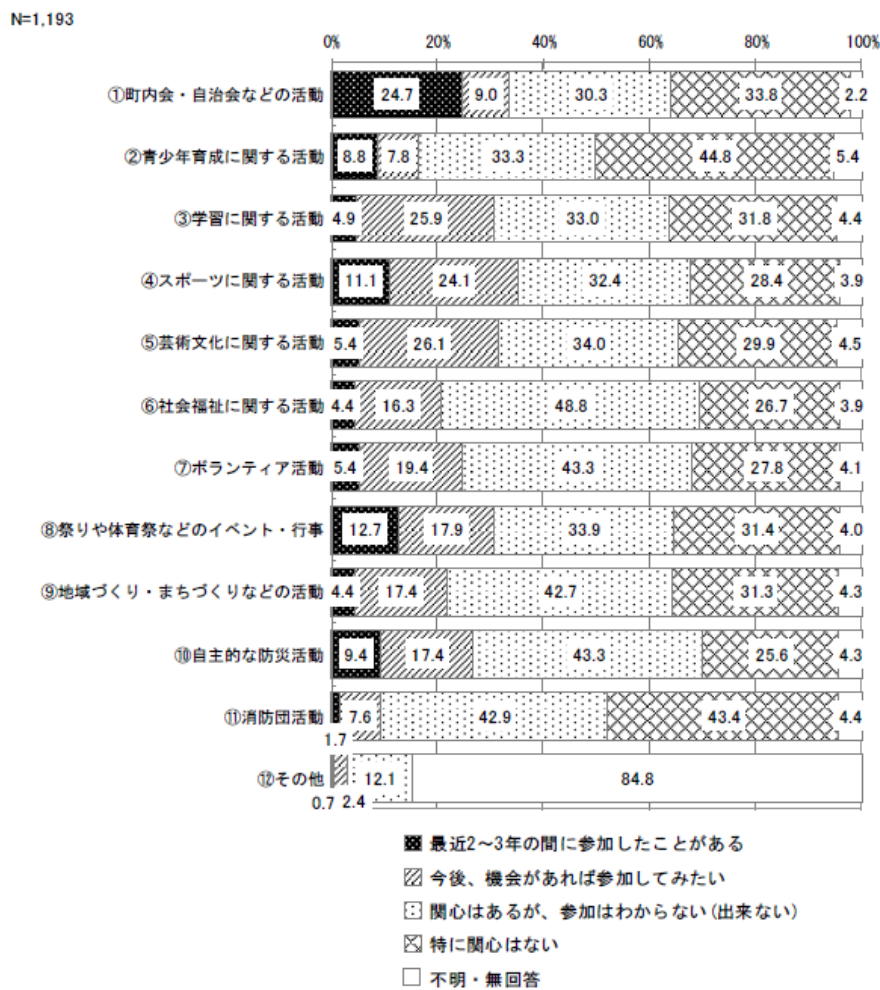 N=1,193
0% 20% 40% 60% 80% 100%
①町内会・自治会などの活動 24.7 9.0 30.3 33.8 2.2
②青少年育成に関する活動 8.8 7.8 33.3 44.8 5.4
③学習に関する活動 4.9 25.9 33.0 31.8 4.4
④スポーツに関する活動 11.1 24.1 32.4 28.4 3.9
⑤芸術文化に関する活動 5.4 26.1 34.0 29.9 4.5
⑥社会福祉に関する活動 4.4 16.3 48.8 26.7 3.9
⑦ボランティア活動 5.4 19.4 43.3 27.8 4.1
⑧祭りや体育祭などのイベント・行事 12.7 17.9 33.9 31.4 4.0
⑨地域づくり・まちづくりなどの活動 4.4 17.4 42.7 31.3 4.3
⑩自主的な防災活動 9.4 17.4 43.3 25.6 4.3
⑪消防団活動 1.7 7.6 42.9 43.4 4.4
⑫その他 0.7 2.4 12.1 84.8
最近2～3年の間に参加したことがある
今後、機会があれば参加してみたい
関心はあるが、参加はわからない(出来ない)
特に関心はない
不明・無回答